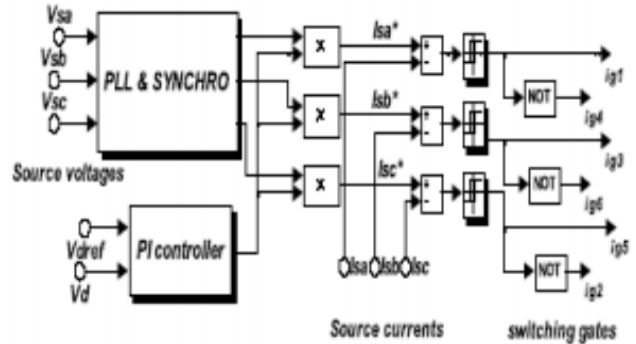 Vsa
Vsb
Vsc
PLL & SYNCHRO
Source voltages
Vdref
Vd
PI controller
x
x
x
Isa*
Isb*
Isc*
+
-
+
-
+
-
Isa Isb Isc
Source currents
NOT
NOT
NOT
ig1
ig4
ig3
ig6
ig5
ig2
switching gates